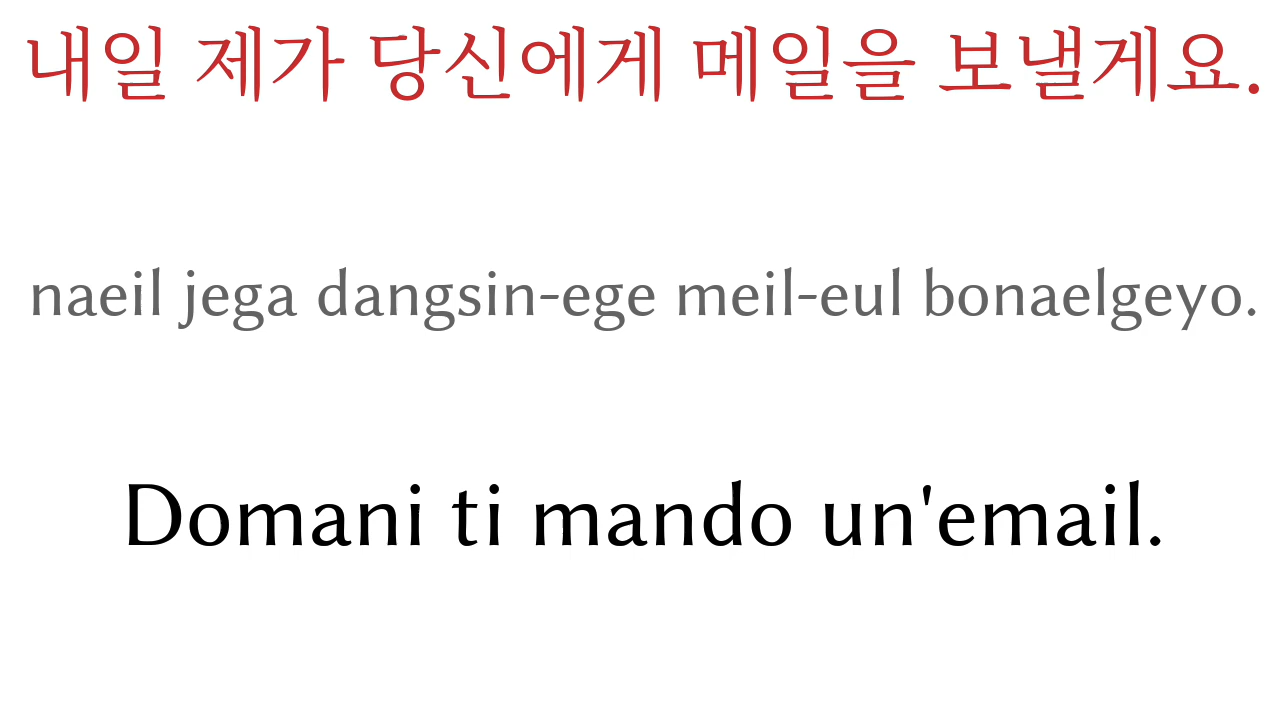 내일 제가 당신에게 메일을 보낼게요.
naeil jega dangsin-ege meil-eul bonaelgeyo.
Domani ti mando un'email.